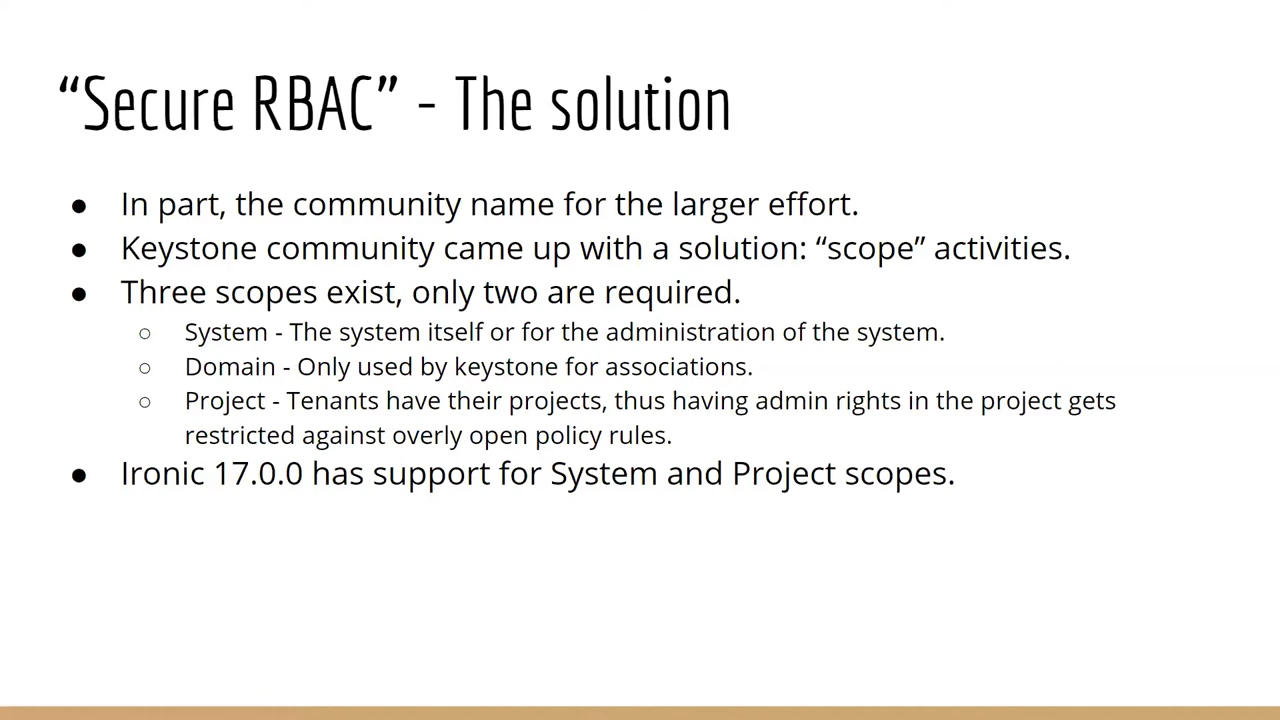 “Secure RBAC” - The solution
● In part, the community name for the larger effort.
● Keystone community came up with a solution: “scope” activities.
● Three scopes exist, only two are required.
○ System - The system itself or for the administration of the system.
○ Domain - Only used by keystone for associations.
○ Project - Tenants have their projects, thus having admin rights in the project gets
restricted against overly open policy rules.
● Ironic 17.0.0 has support for System and Project scopes.